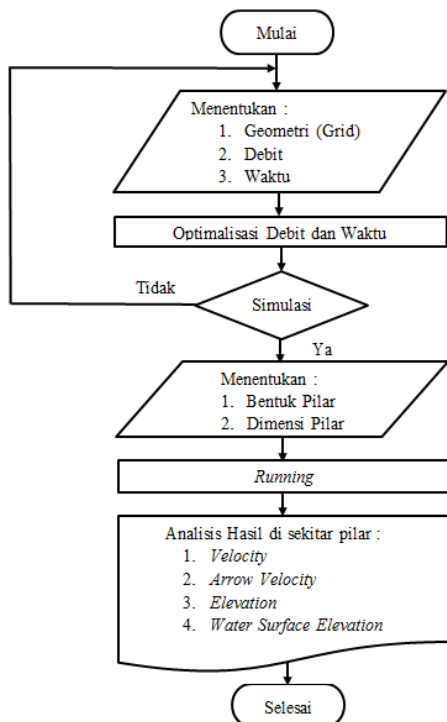 Mulai
Menentukan :
1. Geometri (Grid)
2. Debit
3. Waktu
Optimalisasi Debit dan Waktu
Tidak
Simulasi
Ya
Menentukan :
1. Bentuk Pilar
2. Dimensi Pilar
Running
Analisis Hasil di sekitar pilar :
1. Velocity
2. Arrow Velocity
3. Elevation
4. Water Surface Elevation
Selesai